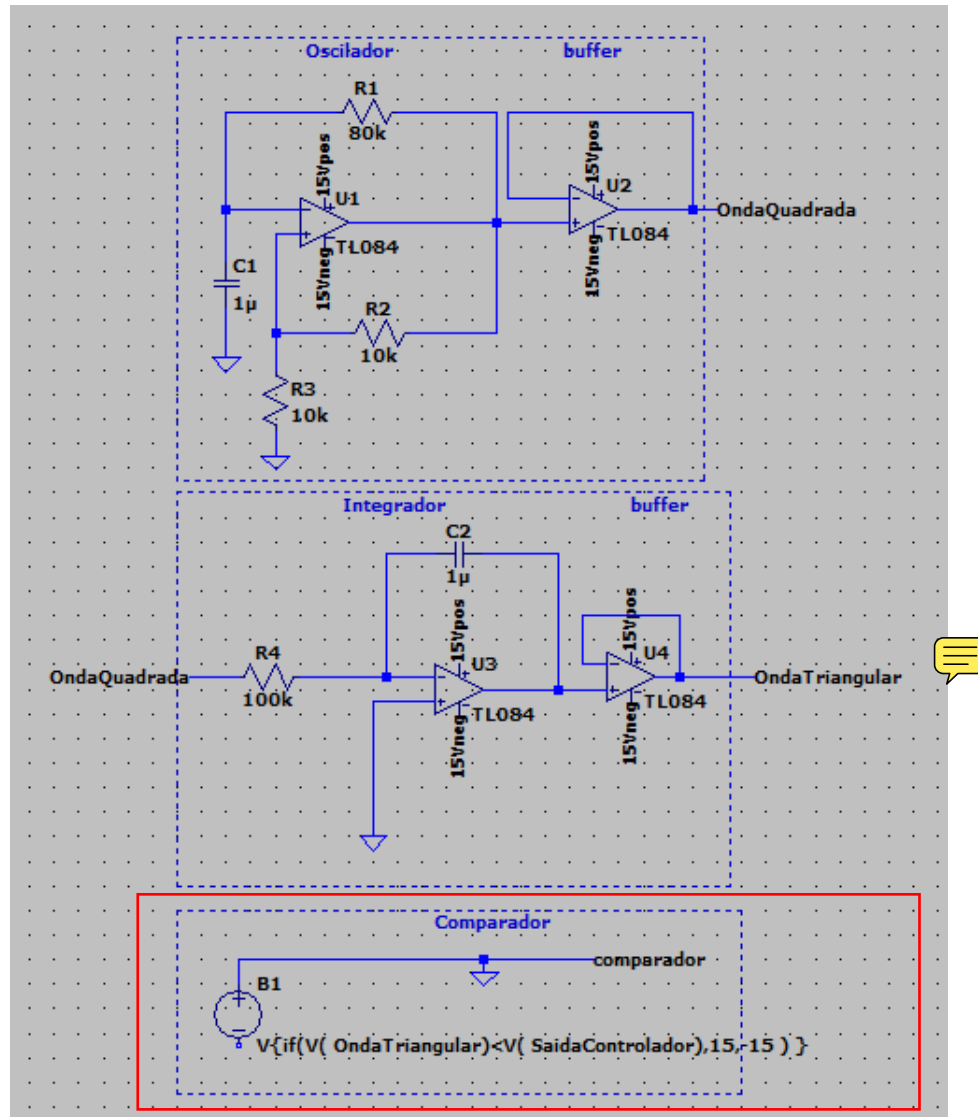 Oscilador
buffer
R1
80k
15Vpos
U1
TL084
15Vneg
15Vpos
U2
OndaQuadrada
TL084
15Vneg
C1
1µ
R2
10k
R3
10k
Integrador
buffer
C2
1µ
OndaQuadrada
R4
100k
15Vpos
U3
TL084
15Vneg
15Vpos
U4
OndaTriangular
TL084
15Vneg
Comparador
comparador
B1
V{if(V( OndaTriangular)<V( SaidaControlador),15,-15 ) }